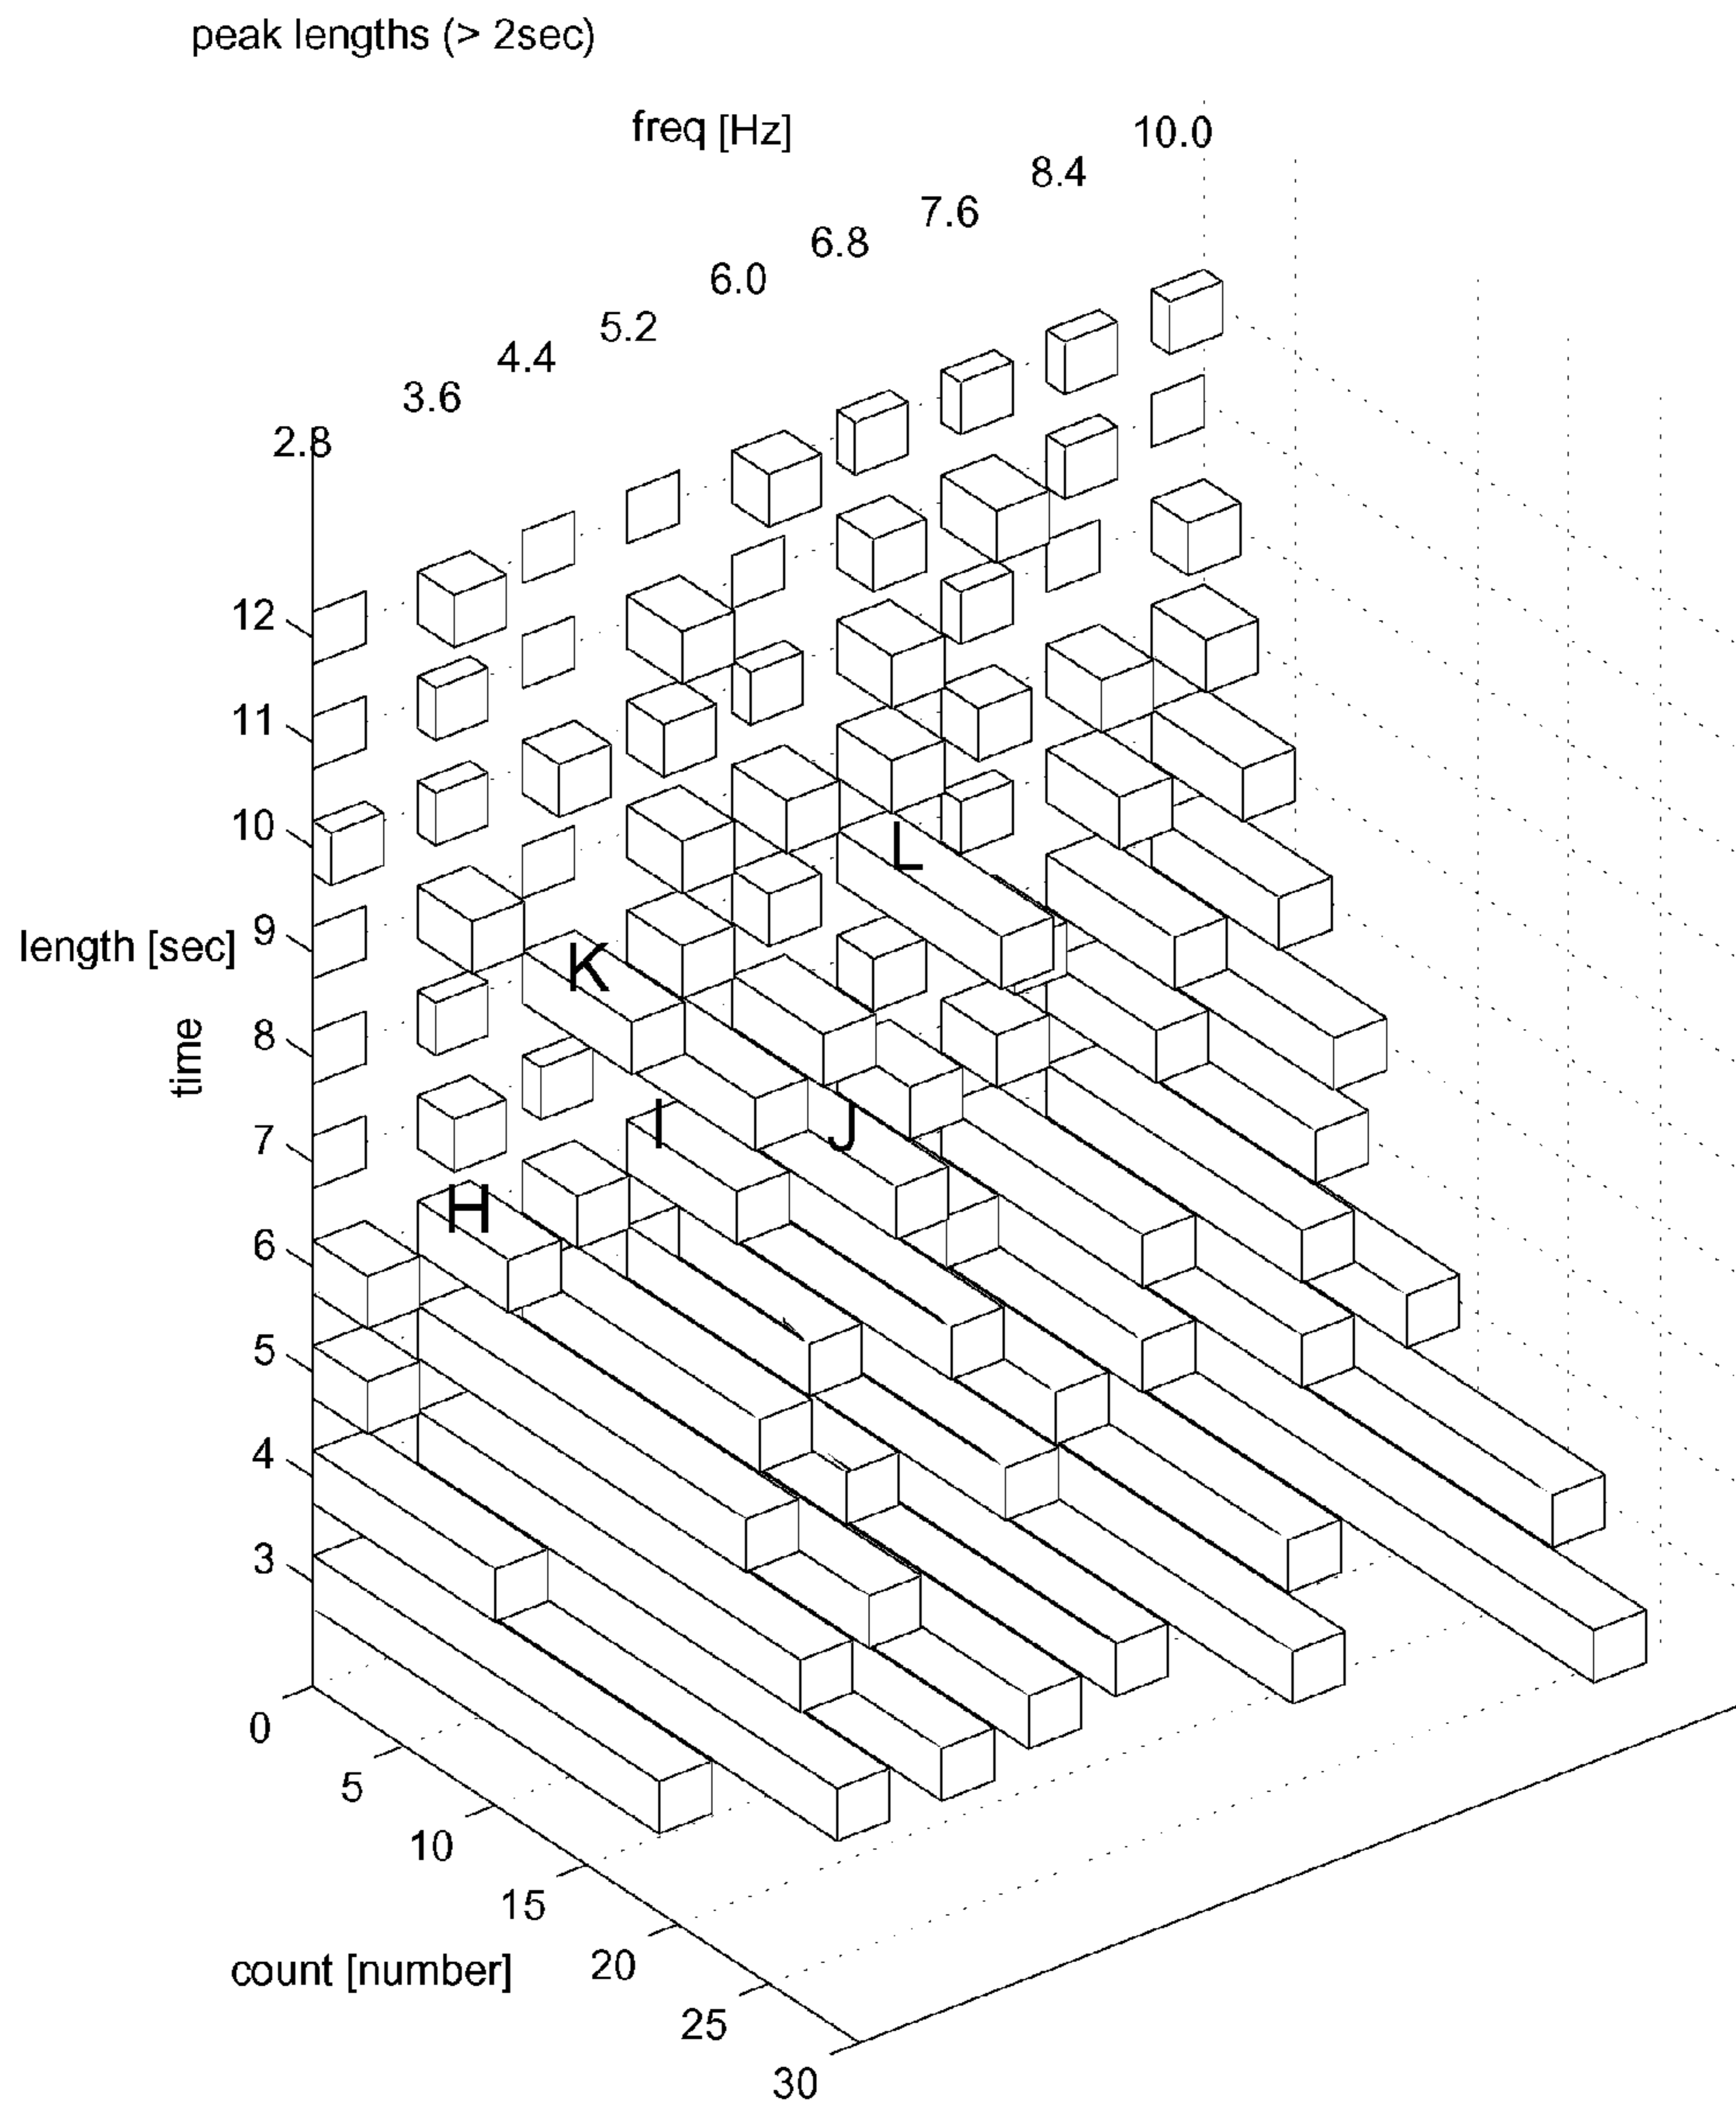 peak lengths (> 2sec)
freq [Hz]
10.0
8.4
7.6
6.8
6.0
5.2
4.4
3.6
2.8
12
11
10
L
length [sec] 9
K
8
time
I
J
7
H
6
5
4
3
0
5
10
15
count [number]
20
25
30